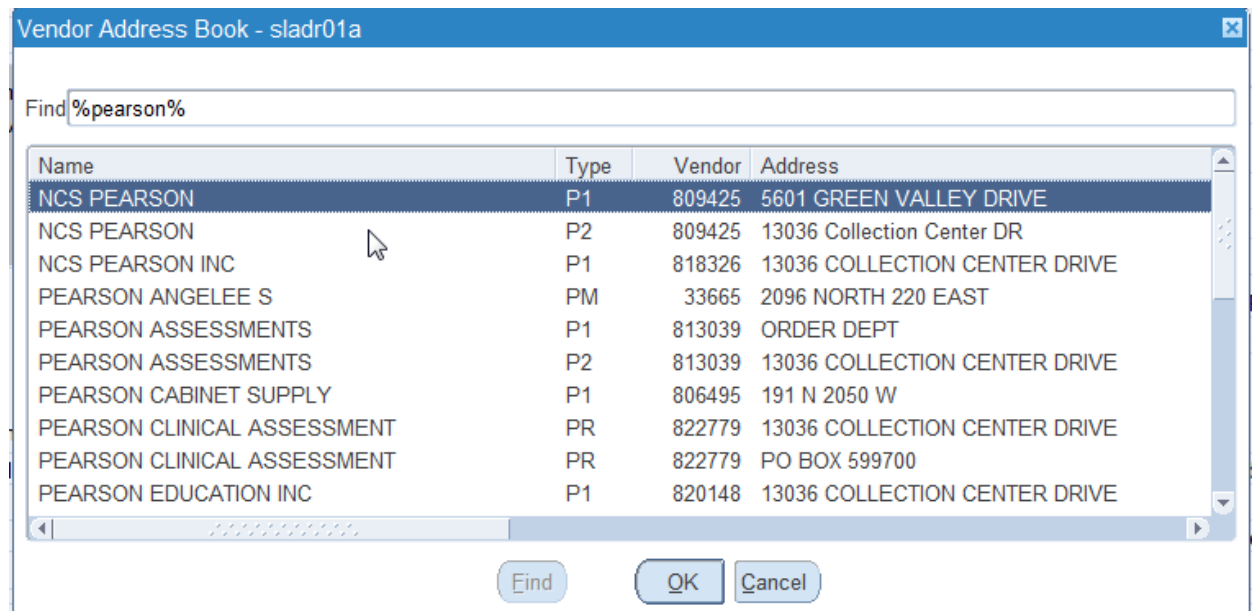 Vendor Address Book - sladr01a
Find %pearson%
Name Type Vendor Address
NCS PEARSON P1 809425 5601 GREEN VALLEY DRIVE
NCS PEARSON P2 809425 13036 Collection Center DR
NCS PEARSON INC P1 818326 13036 COLLECTION CENTER DRIVE
PEARSON ANGELEE S PM 33665 2096 NORTH 220 EAST
PEARSON ASSESSMENTS P1 813039 ORDER DEPT
PEARSON ASSESSMENTS P2 813039 13036 COLLECTION CENTER DRIVE
PEARSON CABINET SUPPLY P1 806495 191 N 2050 W
PEARSON CLINICAL ASSESSMENT PR 822779 13036 COLLECTION CENTER DRIVE
PEARSON CLINICAL ASSESSMENT PR 822779 PO BOX 599700
PEARSON EDUCATION INC P1 820148 13036 COLLECTION CENTER DRIVE
Find OK Cancel